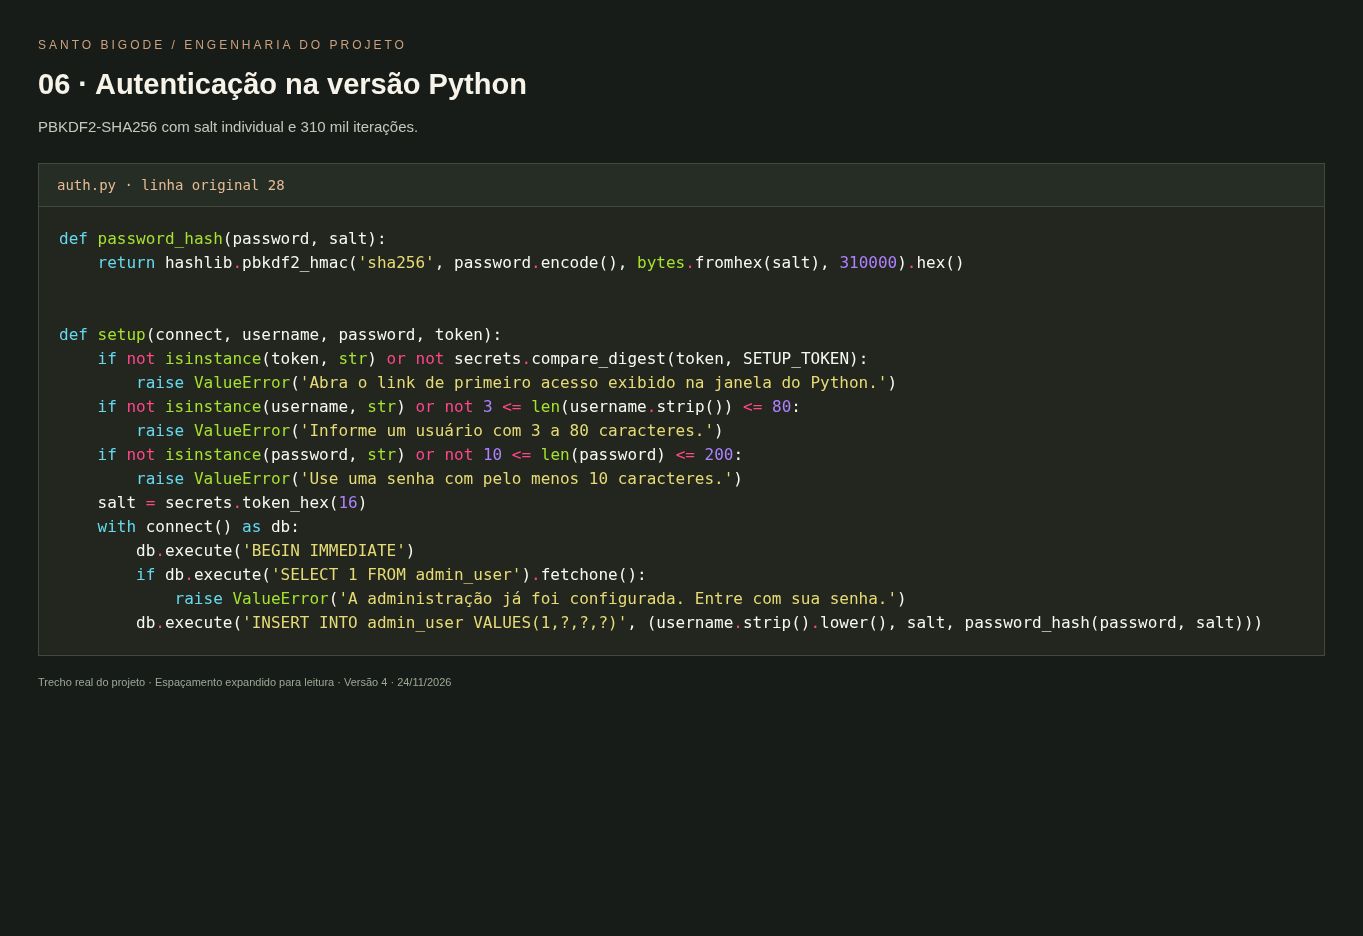 SANTO BIGODE / ENGENHARIA DO PROJETO
06 · Autenticação na versão Python
PBKDF2-SHA256 com salt individual e 310 mil iterações.
auth.py · linha original 28
def password_hash(password, salt):
    return hashlib.pbkdf2_hmac('sha256', password.encode(), bytes.fromhex(salt), 310000).hex()
def setup(connect, username, password, token):
    if not isinstance(token, str) or not secrets.compare_digest(token, SETUP_TOKEN):
        raise ValueError('Abra o link de primeiro acesso exibido na janela do Python.')
    if not isinstance(username, str) or not 3 <= len(username.strip()) <= 80:
        raise ValueError('Informe um usuário com 3 a 80 caracteres.')
    if not isinstance(password, str) or not 10 <= len(password) <= 200:
        raise ValueError('Use uma senha com pelo menos 10 caracteres.')
    salt = secrets.token_hex(16)
    with connect() as db:
        db.execute('BEGIN IMMEDIATE')
        if db.execute('SELECT 1 FROM admin_user').fetchone():
            raise ValueError('A administração já foi configurada. Entre com sua senha.')
        db.execute('INSERT INTO admin_user VALUES(1,?,?,?)', (username.strip().lower(), salt, password_hash(password, salt)))
Trecho real do projeto · Espaçamento expandido para leitura · Versão 4 · 24/11/2026